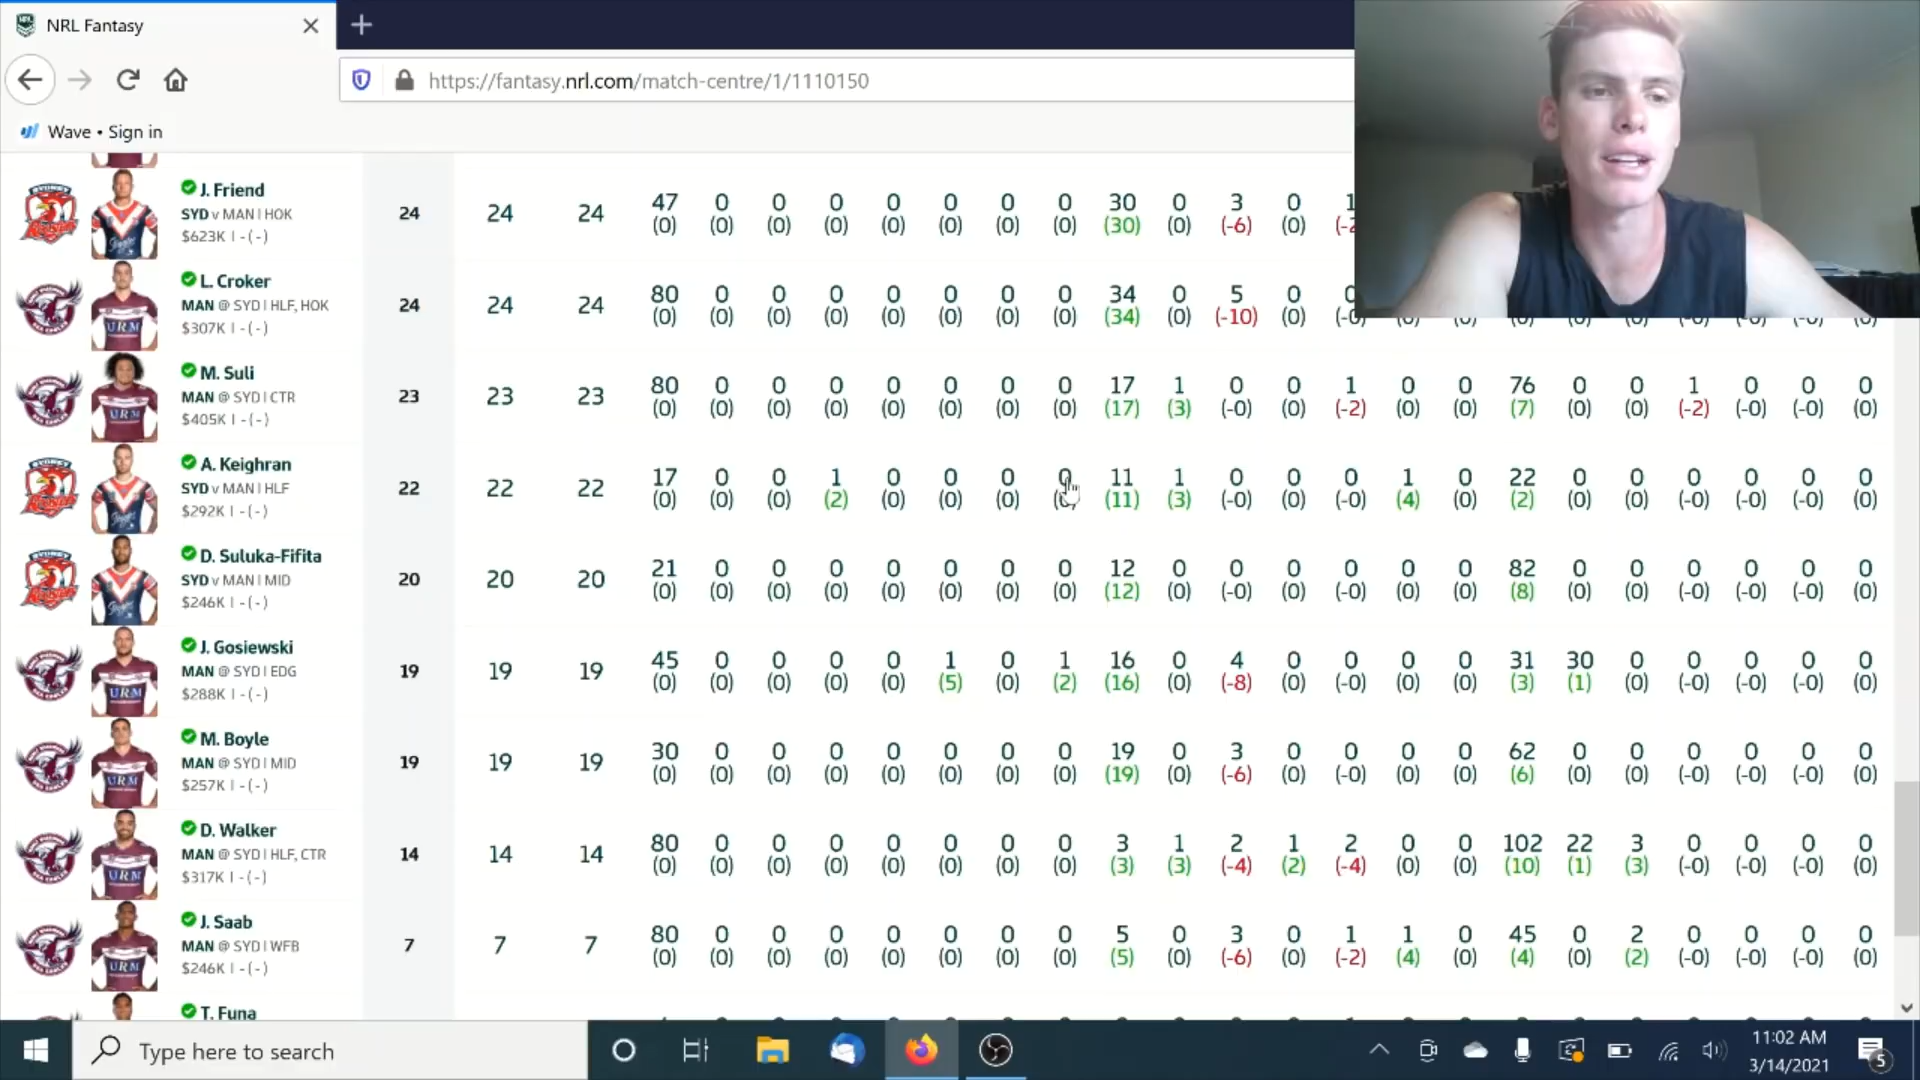 NRL Fantasy
https://fantasy.nrl.com/match-centre/1/1110150
Wave • Sign in
J. Friend
SYD v MAN | HOK
$623K | - (-)
24 24 24 47 0 0 0 0 0 0 0 30 0 3 0
(0) (0) (0) (0) (0) (0) (0) (0) (30) (0) (-6) (0)
L. Croker
MAN @ SYD | HLF, HOK
$307K | - (-)
24 24 24 80 0 0 0 0 0 0 0 34 0 5 0 0
(0) (0) (0) (0) (0) (0) (0) (0) (34) (0) (-10) (0)
M. Suli
MAN @ SYD | CTR
$405K | - (-)
23 23 23 80 0 0 0 0 0 0 0 17 1 0 0 1 0 0 76 0 0 1 0 0 0
(0) (0) (0) (0) (0) (0) (0) (0) (17) (3) (-0) (0) (-2) (0) (0) (7) (0) (0) (-2) (-0) (-0) (0)
A. Keighran
SYD v MAN | HLF
$292K | - (-)
22 22 22 17 0 0 1 0 0 0 0 11 1 0 0 0 1 0 22 0 0 0 0 0 0
(0) (0) (0) (2) (0) (0) (0) (11) (3) (-0) (0) (-0) (4) (0) (2) (0) (0) (-0) (-0) (-0) (0)
D. Suluka-Fifita
SYD v MAN | MID
$246K | - (-)
20 20 20 21 0 0 0 0 0 0 0 12 0 0 0 0 0 0 82 0 0 0 0 0 0
(0) (0) (0) (0) (0) (0) (0) (0) (12) (0) (-0) (0) (-0) (0) (0) (8) (0) (0) (-0) (-0) (-0) (0)
J. Gosiewski
MAN @ SYD | EDG
$288K | - (-)
19 19 19 45 0 0 0 0 1 0 1 16 0 4 0 0 0 0 31 30 0 0 0 0 0
(0) (0) (0) (0) (0) (5) (0) (2) (16) (0) (-8) (0) (-0) (0) (0) (3) (1) (0) (-0) (-0) (-0) (0)
M. Boyle
MAN @ SYD | MID
$257K | - (-)
19 19 19 30 0 0 0 0 0 0 0 19 0 3 0 0 0 0 62 0 0 0 0 0 0
(0) (0) (0) (0) (0) (0) (0) (0) (19) (0) (-6) (0) (-0) (0) (0) (6) (0) (0) (-0) (-0) (-0) (0)
D. Walker
MAN @ SYD | HLF, CTR
$317K | - (-)
14 14 14 80 0 0 0 0 0 0 0 3 1 2 1 2 0 0 102 22 3 0 0 0 0
(0) (0) (0) (0) (0) (0) (0) (0) (3) (3) (-4) (2) (-4) (0) (0) (10) (1) (3) (-0) (-0) (-0) (0)
J. Saab
MAN @ SYD | WFB
$246K | - (-)
7 7 7 80 0 0 0 0 0 0 0 5 0 3 0 1 1 0 45 0 2 0 0 0 0
(0) (0) (0) (0) (0) (0) (0) (0) (5) (0) (-6) (0) (-2) (4) (0) (4) (0) (2) (-0) (-0) (-0) (0)
T. Funa
Type here to search
11:02 AM
3/14/2021
5